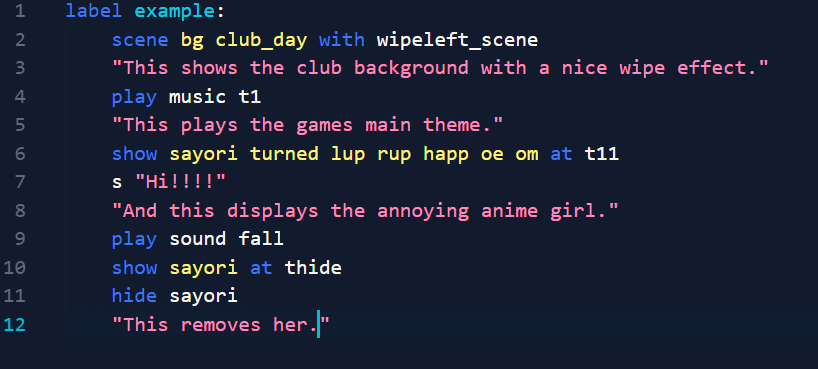 1 label example:
2 scene bg club_day with wipeleft_scene
3 "This shows the club background with a nice wipe effect."
4 play music t1
5 "This plays the games main theme."
6 show sayori turned lup rup happ oe om at t11
7 s "Hi!!!!"
8 "And this displays the annoying anime girl."
9 play sound fall
10 show sayori at thide
11 hide sayori
12 "This removes her."